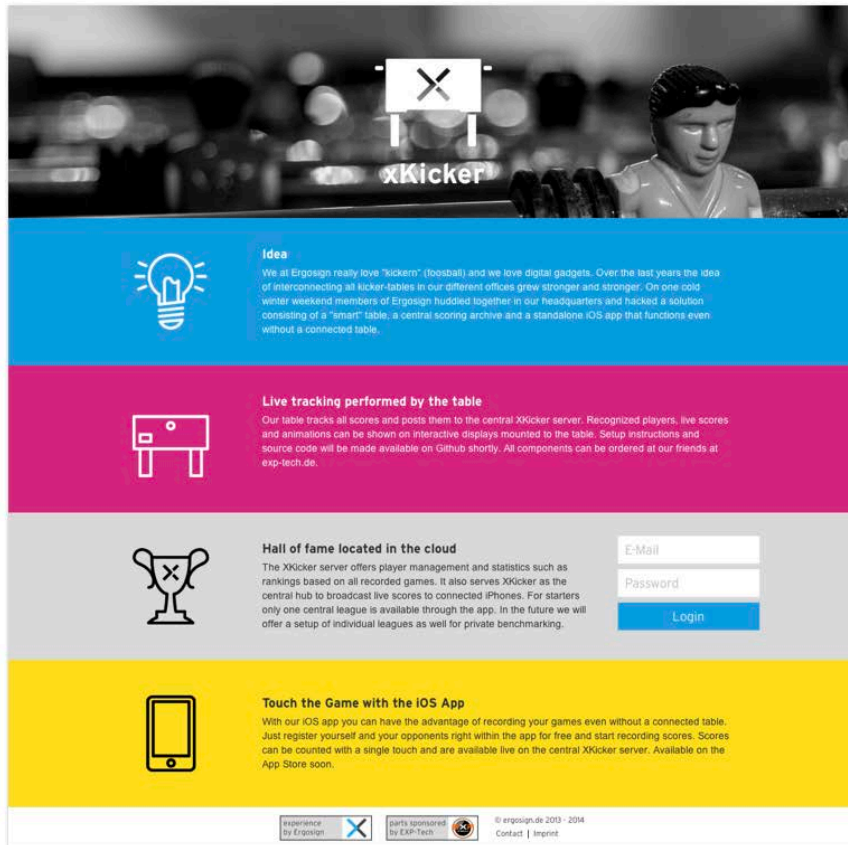 xKicker
Idea
We at Ergosign really love "kickern" (foosball) and we love digital gadgets. Over the last years the idea
of interconnecting all kicker-tables in our different offices grew stronger and stronger. On one cold
winter weekend members of Ergosign huddled together in our headquarters and hacked a solution
consisting of a "smart" table, a central scoring archive and a standalone iOS app that functions even
without a connected table.
Live tracking performed by the table
Our table tracks all scores and posts them to the central XKicker server. Recognized players, live scores
and animations can be shown on interactive displays mounted to the table. Setup instructions and
source code will be made available on Github shortly. All components can be ordered at our friends at
exp-tech.de.
Hall of fame located in the cloud
The XKicker server offers player management and statistics such as
rankings based on all recorded games. It also serves XKicker as the
central hub to broadcast live scores to connected iPhones. For starters
only one central league is available through the app. In the future we will
offer a setup of individual leagues as well for private benchmarking.
E-Mail
Password
Login
Touch the Game with the iOS App
With our iOS app you can have the advantage of recording your games even without a connected table.
Just register yourself and your opponents right within the app for free and start recording scores. Scores
can be counted with a single touch and are available live on the central XKicker server. Available on the
App Store soon.
experience
by Ergosign
parts sponsored
by EXP-Tech
© ergosign.de 2013 - 2014
Contact | Imprint